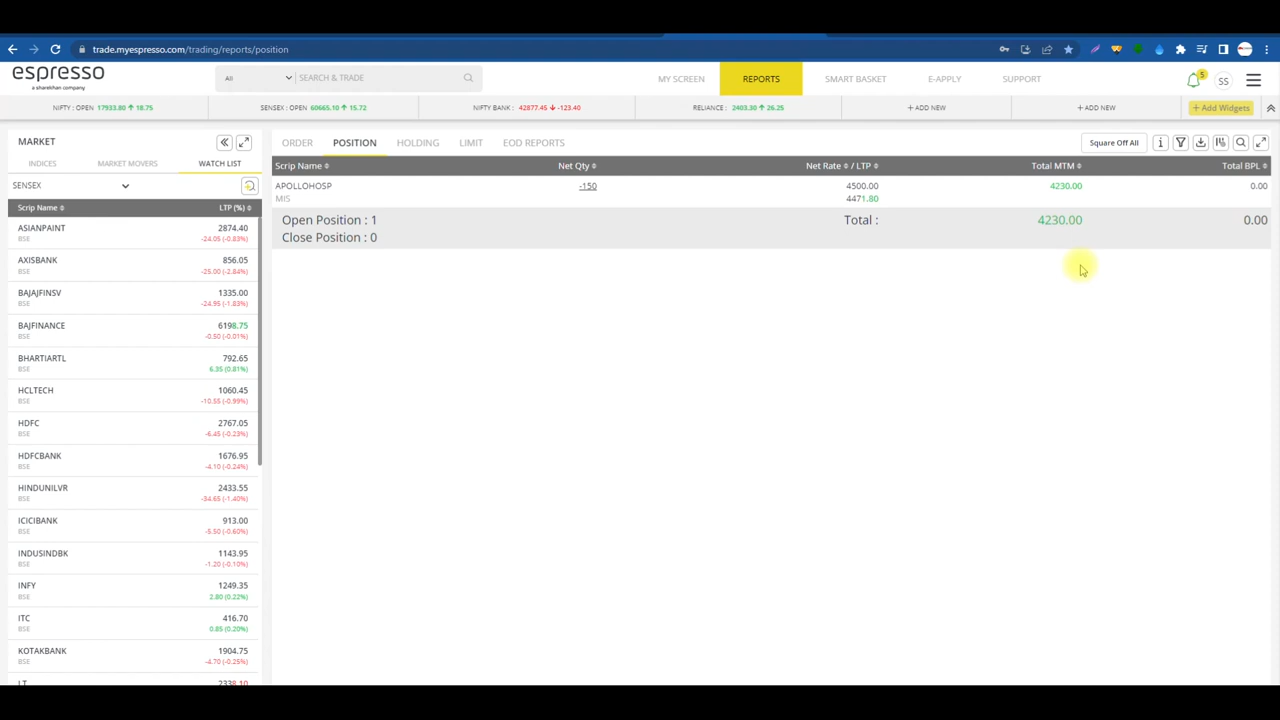 trade.myespresso.com/trading/reports/position
espresso
a sharekhan company
All
SEARCH & TRADE
MY SCREEN
REPORTS
SMART BASKET
E-APPLY
SUPPORT
5
SS
NIFTY : OPEN 17933.80 18.75
SENSEX : OPEN 60665.10 15.72
NIFTY BANK : 42877.45 -123.40
RELIANCE : 2403.30 26.25
+ ADD NEW
+ ADD NEW
+ Add Widgets
MARKET
INDICES
MARKET MOVERS
WATCH LIST
SENSEX
Scrip Name LTP (%)
ASIANPAINT 2874.40
BSE -24.05 (-0.83%)
AXISBANK 856.05
BSE -25.00 (-2.84%)
BAJAJFINSV 1335.00
BSE -24.95 (-1.83%)
BAJFINANCE 6198.75
BSE -0.50 (-0.01%)
BHARTIARTL 792.65
BSE 6.35 (0.81%)
HCLTECH 1060.45
BSE -10.55 (-0.99%)
HDFC 2767.05
BSE -6.45 (-0.23%)
HDFCBANK 1676.95
BSE -4.10 (-0.24%)
HINDUNILVR 2433.55
BSE -34.65 (-1.40%)
ICICIBANK 913.00
BSE -5.50 (-0.60%)
INDUSINDBK 1143.95
BSE -1.20 (-0.10%)
INFY 1249.35
BSE 2.80 (0.22%)
ITC 416.70
BSE 0.85 (0.20%)
KOTAKBANK 1904.75
BSE -4.70 (-0.25%)
LT 2338.10
ORDER
POSITION
HOLDING
LIMIT
EOD REPORTS
Square Off All
Scrip Name Net Qty Net Rate / LTP Total MTM Total BPL
APOLLOHOSP -150 4500.00 4230.00 0.00
MIS 4471.80
Open Position : 1 Total : 4230.00 0.00
Close Position : 0